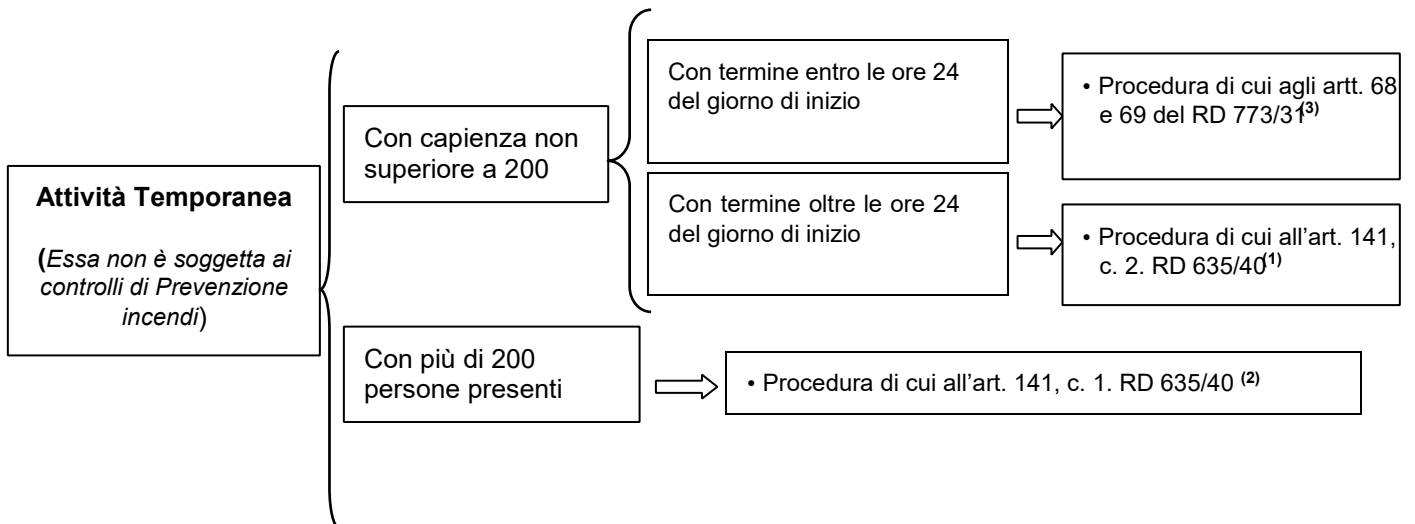 Attività Temporanea
(Essa non è soggetta ai
controlli di Prevenzione
incendi)
Con capienza non
superiore a 200
Con termine entro le ore 24
del giorno di inizio
• Procedura di cui agli artt. 68
e 69 del RD 773/31(3)
Con termine oltre le ore 24
del giorno di inizio
• Procedura di cui all’art. 141,
c. 2. RD 635/40(1)
Con più di 200
persone presenti
• Procedura di cui all’art. 141, c. 1. RD 635/40 (2)